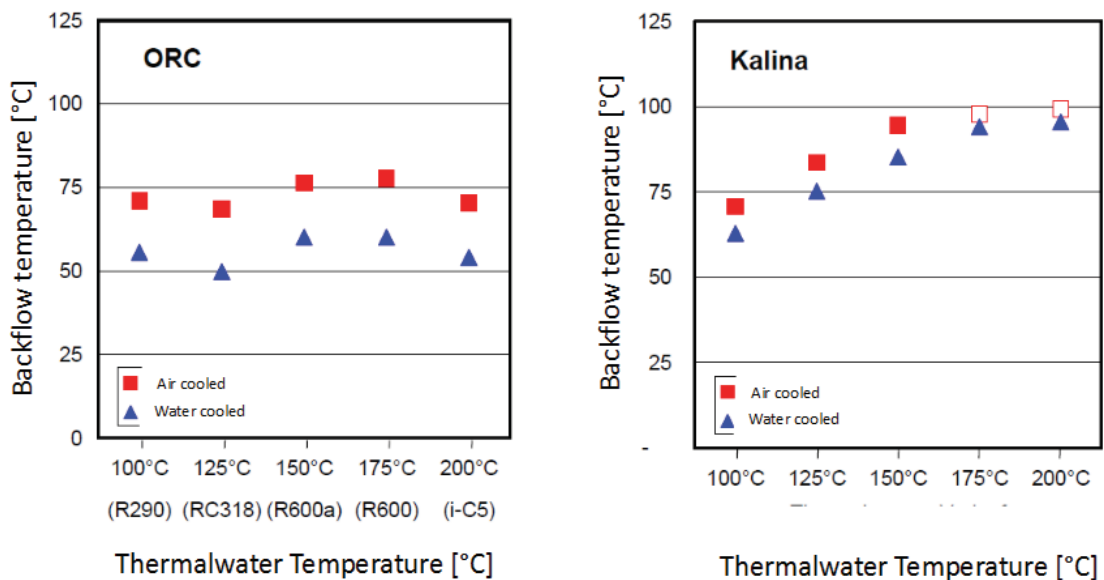 ORC
Backflow temperature [°C]
125
100
75
50
25
0
Air cooled
Water cooled
100°C 125°C 150°C 175°C 200°C
(R290) (RC318) (R600a) (R600) (i-C5)
Thermalwater Temperature [°C]
Kalina
Backflow temperature [°C]
125
100
75
50
25
-
Air cooled
Water cooled
100°C 125°C 150°C 175°C 200°C
Thermalwater Temperature [°C]